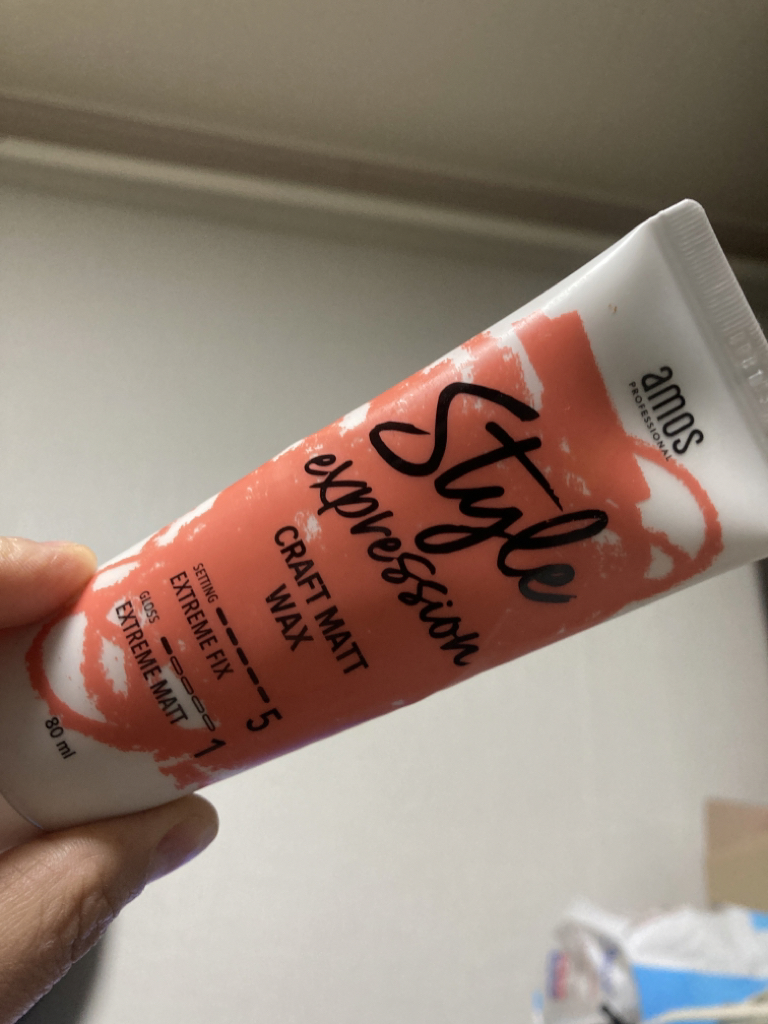 amos
PROFESSIONAL
Style
expression
CRAFT MATT
WAX
SETTING
EXTREME FIX 5
GLOSS
EXTREME MATT 1
80 ml